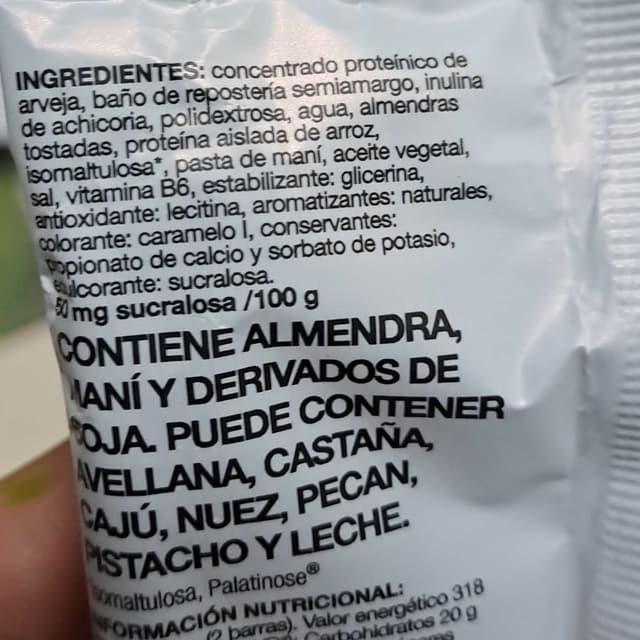 INGREDIENTES: concentrado proteínico de
arveja, baño de repostería semiamargo, inulina
de achicoria, polidextrosa, agua, almendras
tostadas, proteína aislada de arroz,
isomaltulosa*, pasta de maní, aceite vegetal,
sal, vitamina B6, estabilizante: glicerina,
antioxidante: lecitina, aromatizantes: naturales,
colorante: caramelo I, conservantes:
propionato de calcio y sorbato de potasio,
edulcorante: sucralosa.
mg sucralosa /100 g
CONTIENE ALMENDRA,
MANÍ Y DERIVADOS DE
SOJA. PUEDE CONTENER
AVELLANA, CASTAÑA,
CAJÚ, NUEZ, PECAN,
PISTACHO Y LECHE.
Isomaltulosa, Palatinose®
INFORMACIÓN NUTRICIONAL:
(2 barras). Valor energético 318
Carbohidratos 20 g